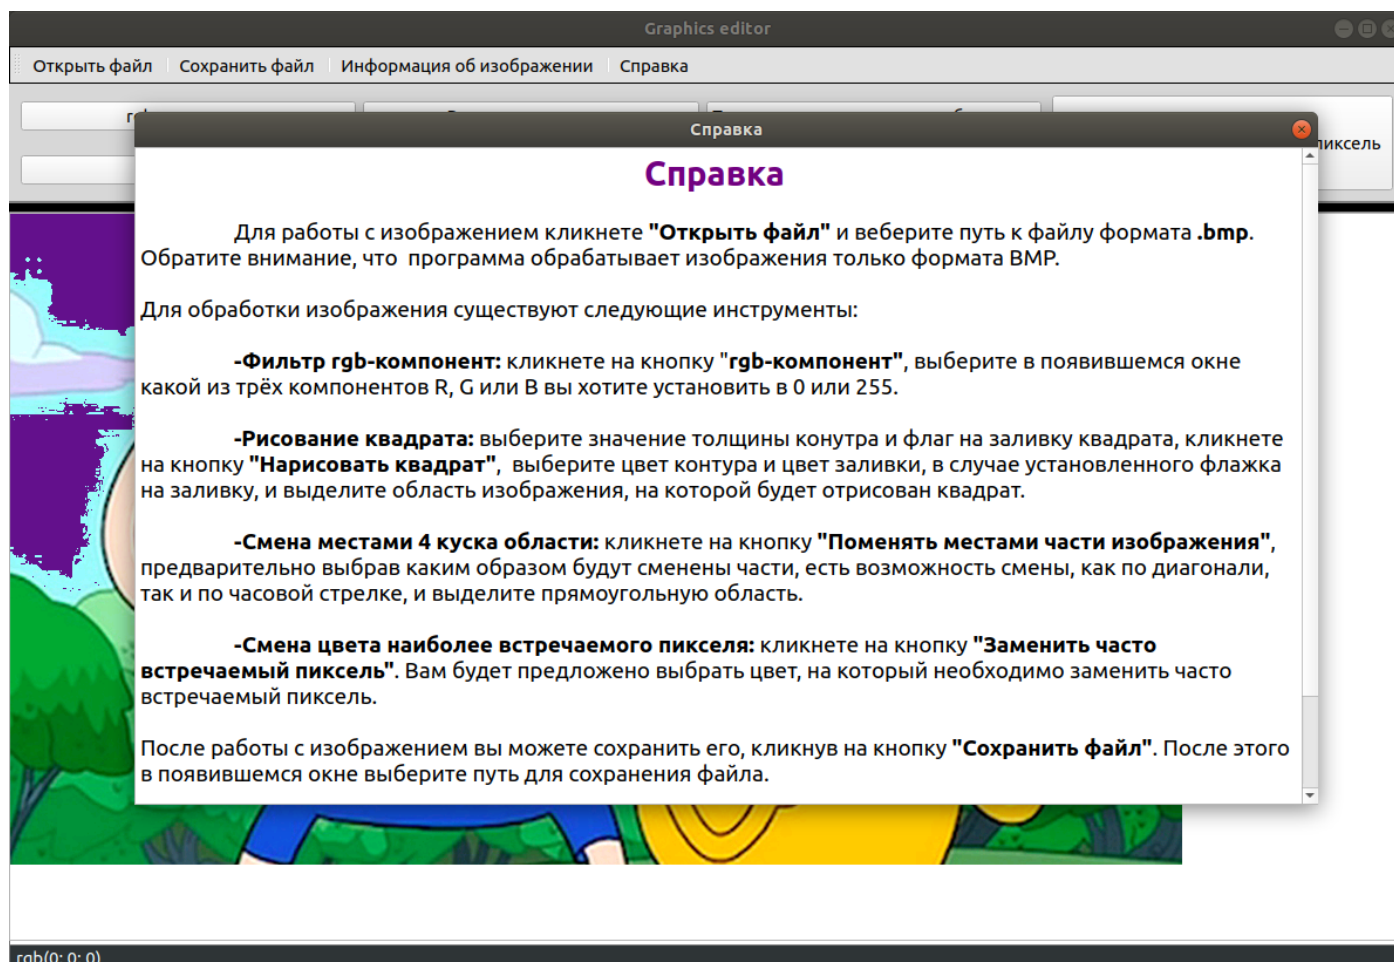 Graphics editor
Открыть файл Сохранить файл Информация об изображении Справка
Справка
пиксель
Справка
Для работы с изображением кликнете "Открыть файл" и веберите путь к файлу формата .bmp.
Обратите внимание, что программа обрабатывает изображения только формата BMP.
Для обработки изображения существуют следующие инструменты:
-Фильтр rgb-компонент: кликнете на кнопку "rgb-компонент", выберите в появившемся окне
какой из трёх компонентов R, G или B вы хотите установить в 0 или 255.
-Рисование квадрата: выберите значение толщины конутра и флаг на заливку квадрата, кликнете
на кнопку "Нарисовать квадрат", выберите цвет контура и цвет заливки, в случае установленного флажка
на заливку, и выделите область изображения, на которой будет отрисован квадрат.
-Смена местами 4 куска области: кликнете на кнопку "Поменять местами части изображения",
предварительно выбрав каким образом будут сменены части, есть возможность смены, как по диагонали,
так и по часовой стрелке, и выделите прямоугольную область.
-Смена цвета наиболее встречаемого пикселя: кликнете на кнопку "Заменить часто
встречаемый пиксель". Вам будет предложено выбрать цвет, на который необходимо заменить часто
встречаемый пиксель.
После работы с изображением вы можете сохранить его, кликнув на кнопку "Сохранить файл". После этого
в появившемся окне выберите путь для сохранения файла.
rgb(0; 0; 0)